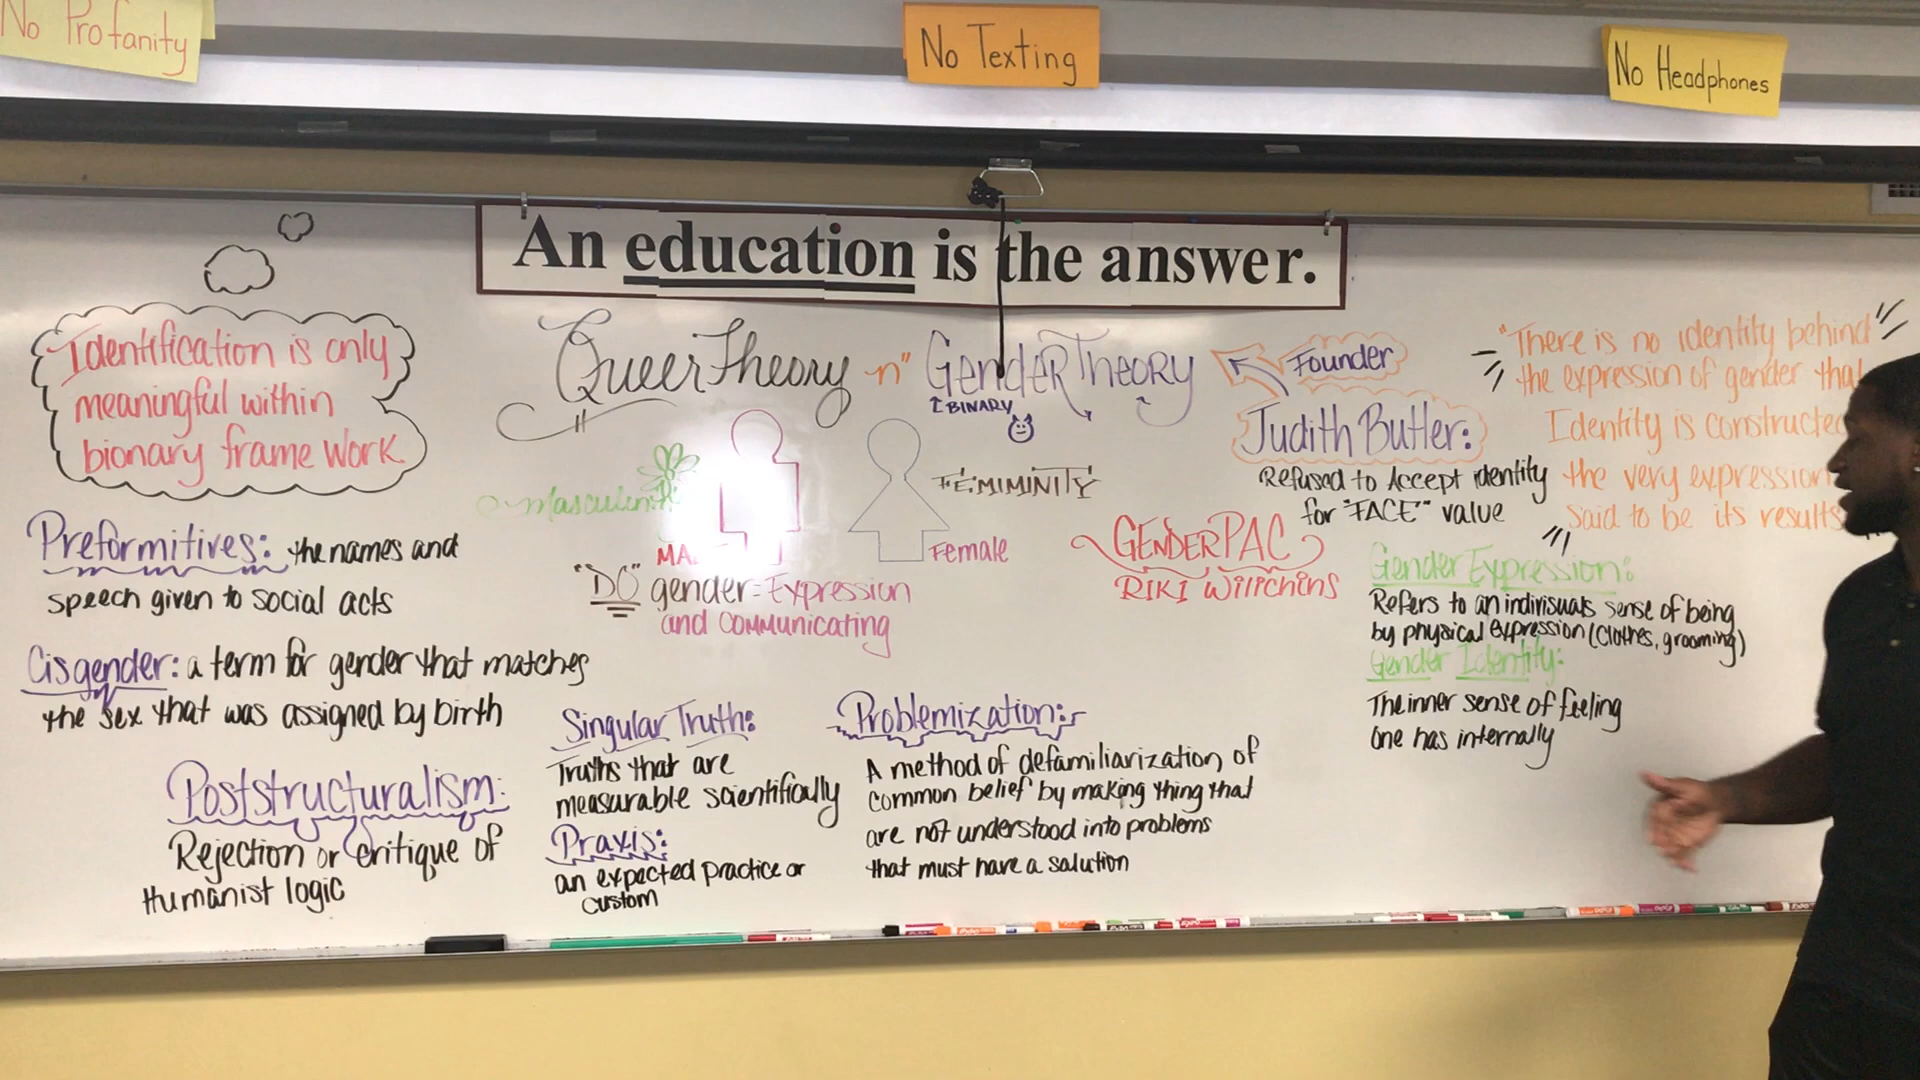 No Profanity
No Texting
No Headphones
An education is the answer.
Identification is only
meaningful within
bionary frame work
Queer Theory n" Gender Theory
BINARY
Founder
Judith Butler:
Refused to Accept identity
for "FACE" value
"There is no identity behind
the expression of gender that
Identity is constructed
the very expression
said to be its results
FEMIMINITY
MA
Female
"DO" gender=Expression
and communicating
GENDERPAC
RIKI Willchins
Preformitives: the names and
speech given to social acts
Cisgender: a term for gender that matches
the sex that was assigned by birth
Poststructuralism:
Rejection or critique of
Humanist logic
Singular Truth:
Truths that are
measurable scientifically
Praxis:
an expected practice or
custom
Problemization:
A method of defamiliarization of
common belief by making thing that
are not understood into problems
that must have a solution
Gender Expression:
Refers to an indivisuals sense of being
by physical expression (clothes, grooming)
Gender Identity:
The inner sense of feeling
one has internally